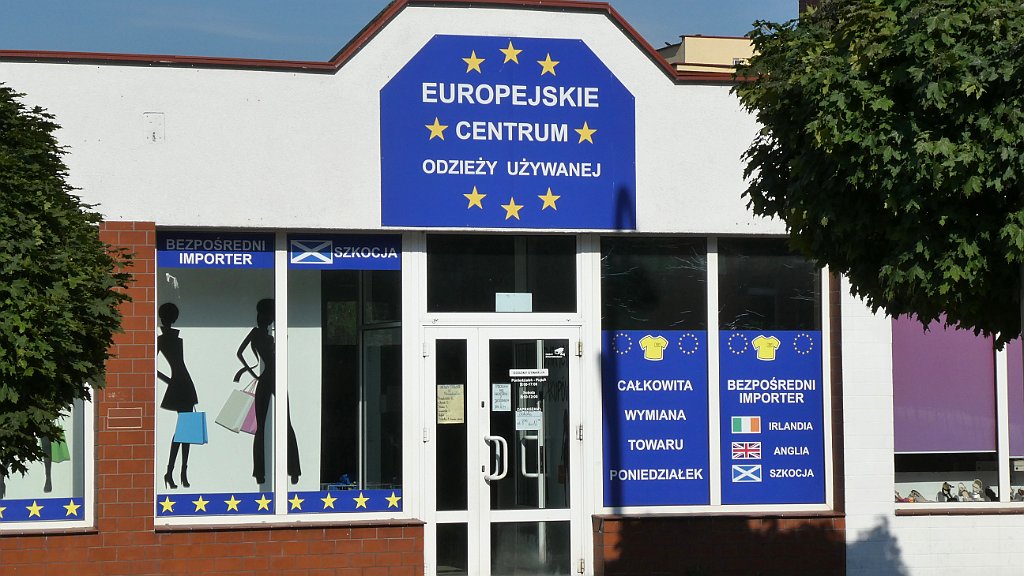 EUROPEJSKIE
CENTRUM
ODZIEŻY UŻYWANEJ
BEZPOŚREDNI
IMPORTER
SZKOCJA
CAŁKOWITA
WYMIANA
TOWARU
PONIEDZIAŁEK
BEZPOŚREDNI
IMPORTER
IRLANDIA
ANGLIA
SZKOCJA